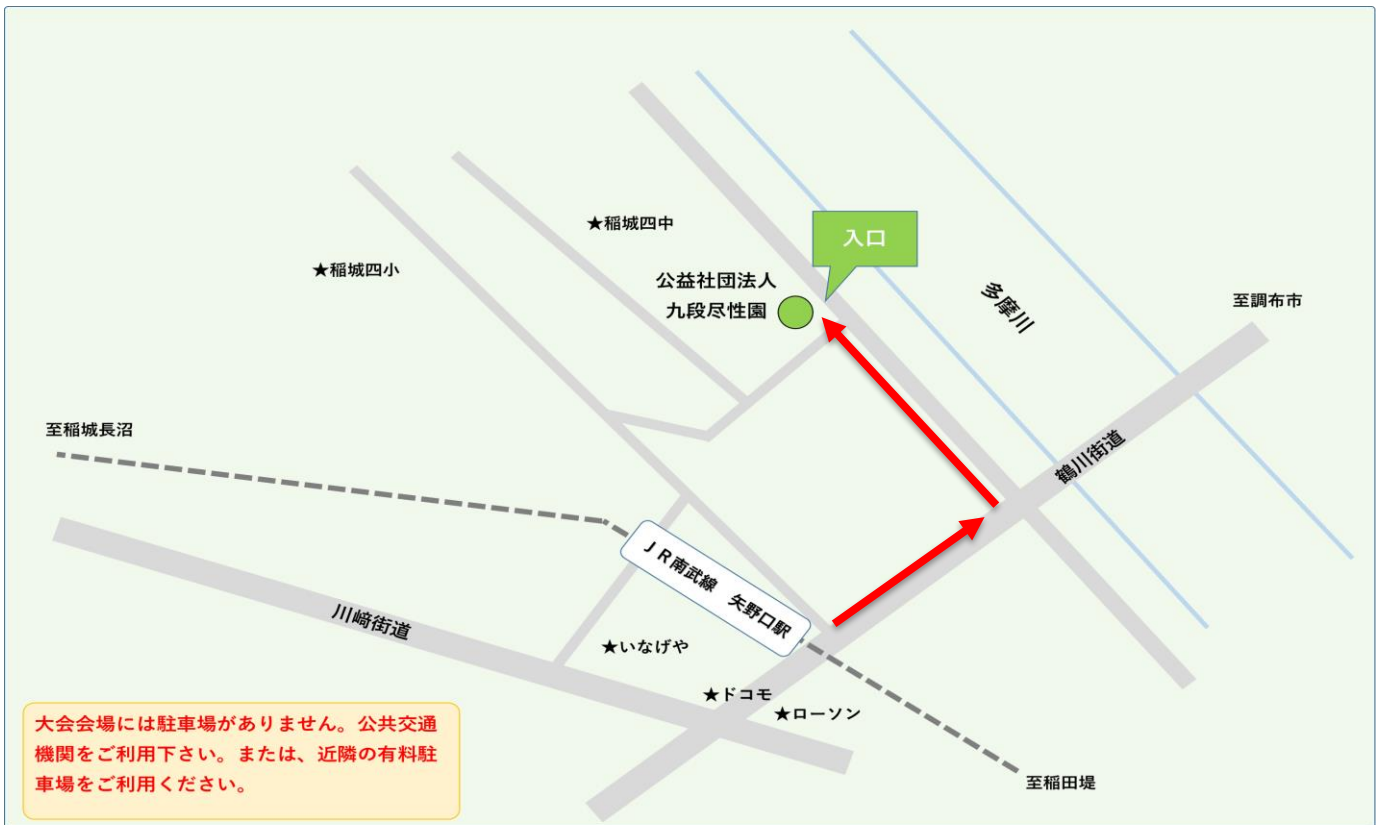 ★稲城四中
入口
★稲城四小
公益社団法人
九段尽性園
多摩川
至調布市
至稲城長沼
鶴川街道
JR南武線　矢野口駅
川﨑街道
★いなげや
★ドコモ
★ローソン
大会会場には駐車場がありません。公共交通
機関をご利用下さい。または、近隣の有料駐
車場をご利用ください。
至稲田堤